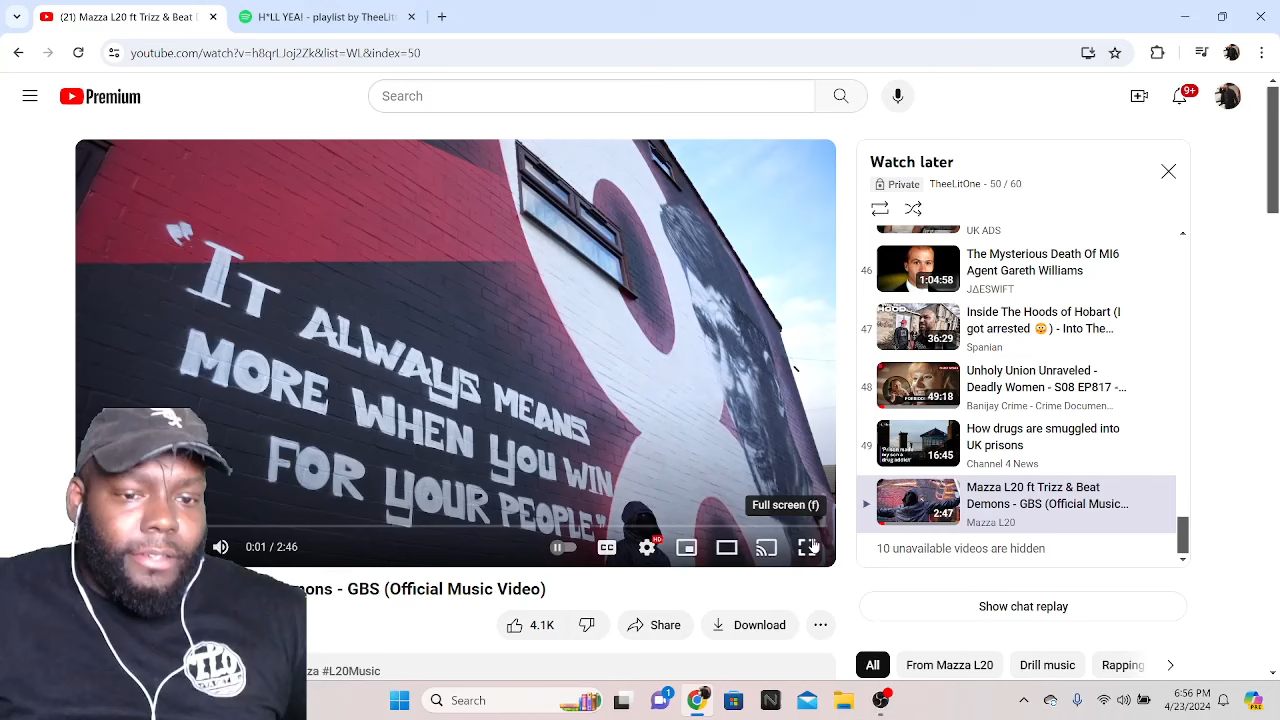 (21) Mazza L20 ft Trizz & Beat
H*LL YEA! - playlist by TheeLitO
youtube.com/watch?v=h8qrLJoj2Zk&list=WL&index=50
Premium
Search
9+
"IT ALWAYS MEANS
MORE WHEN YOU WIN
FOR YOUR PEOPLE"
Full screen (f)
0:01 / 2:46
CC
HD
ons - GBS (Official Music Video)
4.1K
Share
Download
za #L20Music
Watch later
Private
TheeLitOne - 50 / 60
UK ADS
46
1:04:58
The Mysterious Death Of MI6
Agent Gareth Williams
JΔESWIFT
47
36:29
Inside The Hoods of Hobart (I
got arrested 🤕) - Into The...
Spanian
48
49:18
Unholy Union Unraveled -
Deadly Women - S08 EP817 -...
Banijay Crime - Crime Documen...
49
16:45
How drugs are smuggled into
UK prisons
Channel 4 News
2:47
Mazza L20 ft Trizz & Beat
Demons - GBS (Official Music...
Mazza L20
10 unavailable videos are hidden
Show chat replay
All
From Mazza L20
Drill music
Rapping
TLO
Search
1
6:56 PM
4/23/2024